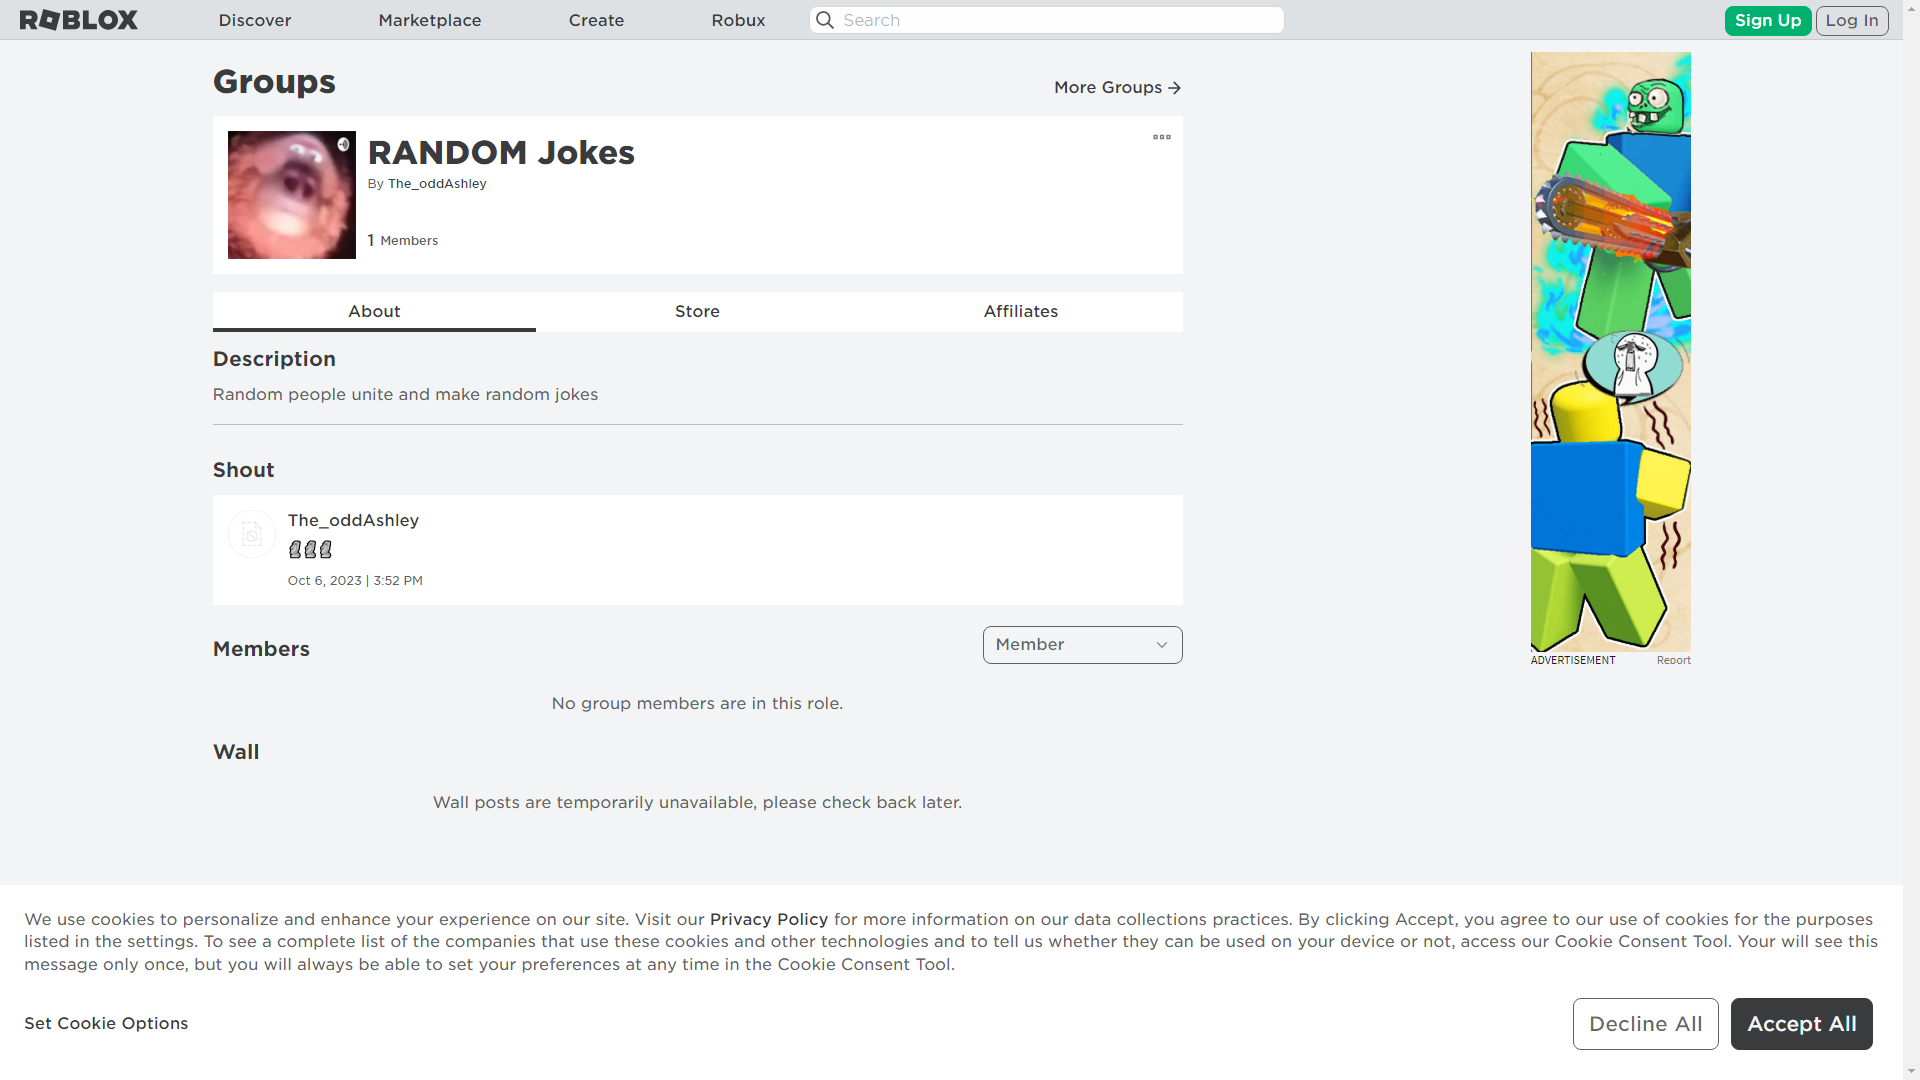 ROBLOX
Discover
Marketplace
Create
Robux
Search
Sign Up
Log In
Groups
More Groups
RANDOM Jokes
By The_oddAshley
1 Members
About
Store
Affiliates
Description
Random people unite and make random jokes
Shout
The_oddAshley
🗿🗿🗿
Oct 6, 2023 | 3:52 PM
Members
Member
No group members are in this role.
Wall
Wall posts are temporarily unavailable, please check back later.
ADVERTISEMENT
Report
We use cookies to personalize and enhance your experience on our site. Visit our Privacy Policy for more information on our data collections practices. By clicking Accept, you agree to our use of cookies for the purposes
listed in the settings. To see a complete list of the companies that use these cookies and other technologies and to tell us whether they can be used on your device or not, access our Cookie Consent Tool. Your will see this
message only once, but you will always be able to set your preferences at any time in the Cookie Consent Tool.
Set Cookie Options
Decline All
Accept All